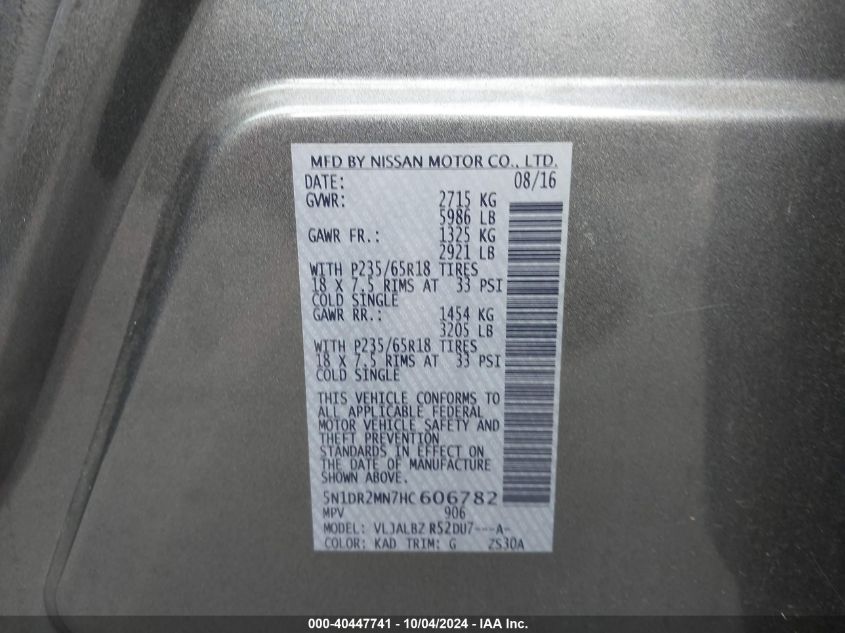 MFD BY NISSAN MOTOR CO., LTD.
DATE: 08/16
GVWR: 2715 KG
5986 LB
GAWR FR.: 1325 KG
2921 LB
WITH P235/65R18 TIRES
18 X 7.5 RIMS AT 33 PSI
COLD SINGLE
GAWR RR.: 1454 KG
3205 LB
WITH P235/65R18 TIRES
18 X 7.5 RIMS AT 33 PSI
COLD SINGLE
THIS VEHICLE CONFORMS TO
ALL APPLICABLE FEDERAL
MOTOR VEHICLE SAFETY AND
THEFT PREVENTION
STANDARDS IN EFFECT ON
THE DATE OF MANUFACTURE
SHOWN ABOVE.
5N1DR2MN7HC606782
MPV 906
MODEL: VLJALBZ R52DU7---A-
COLOR: KAD TRIM: G ZS30A
000-40447741 - 10/04/2024 - IAA Inc.